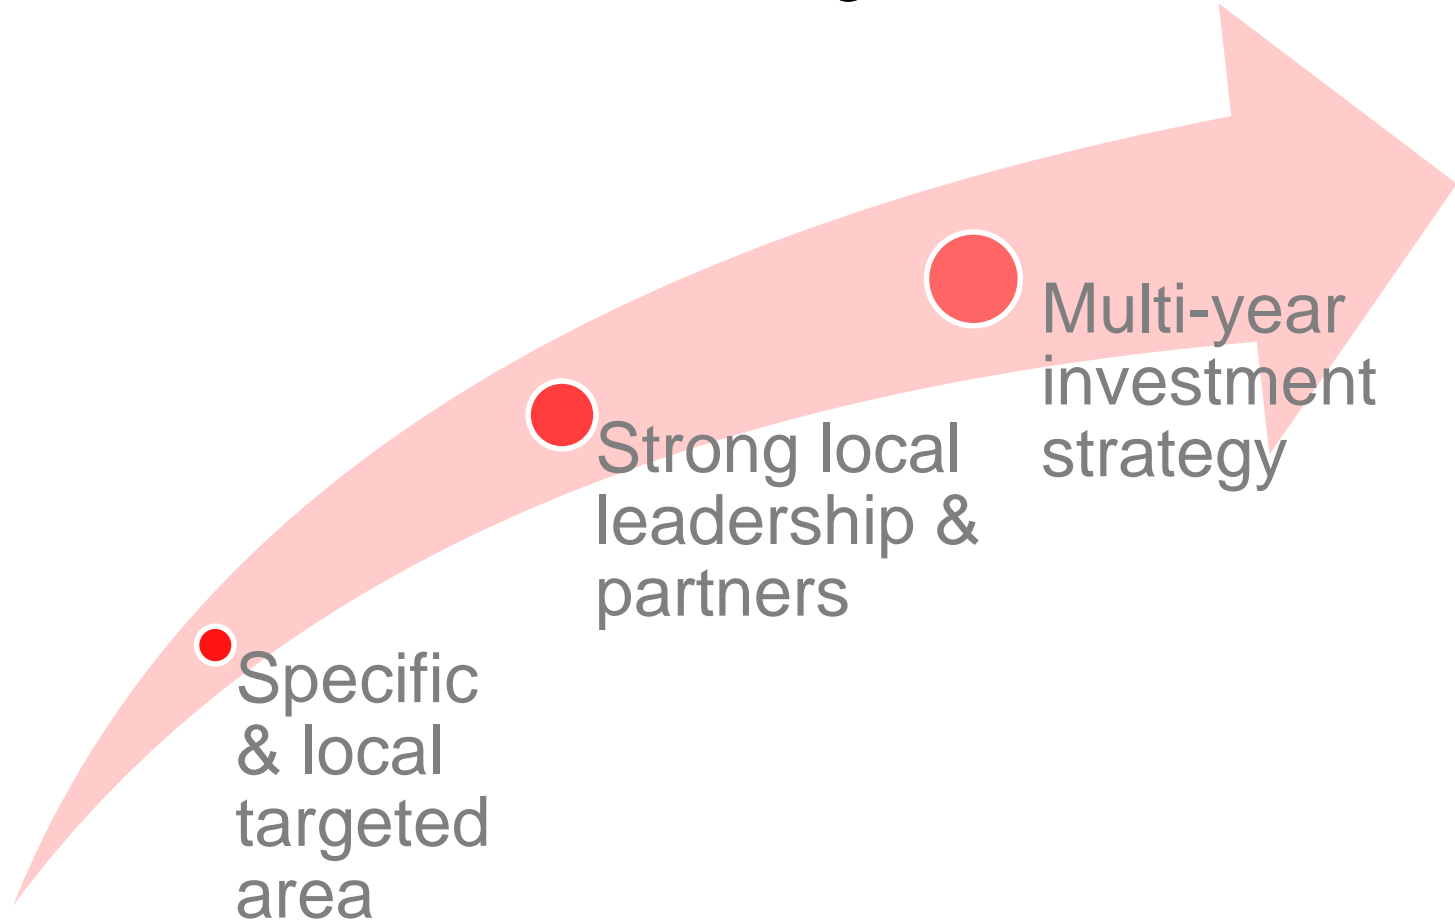 Specific
& local
targeted
area
Strong local
leadership &
partners
Multi-year
investment
strategy